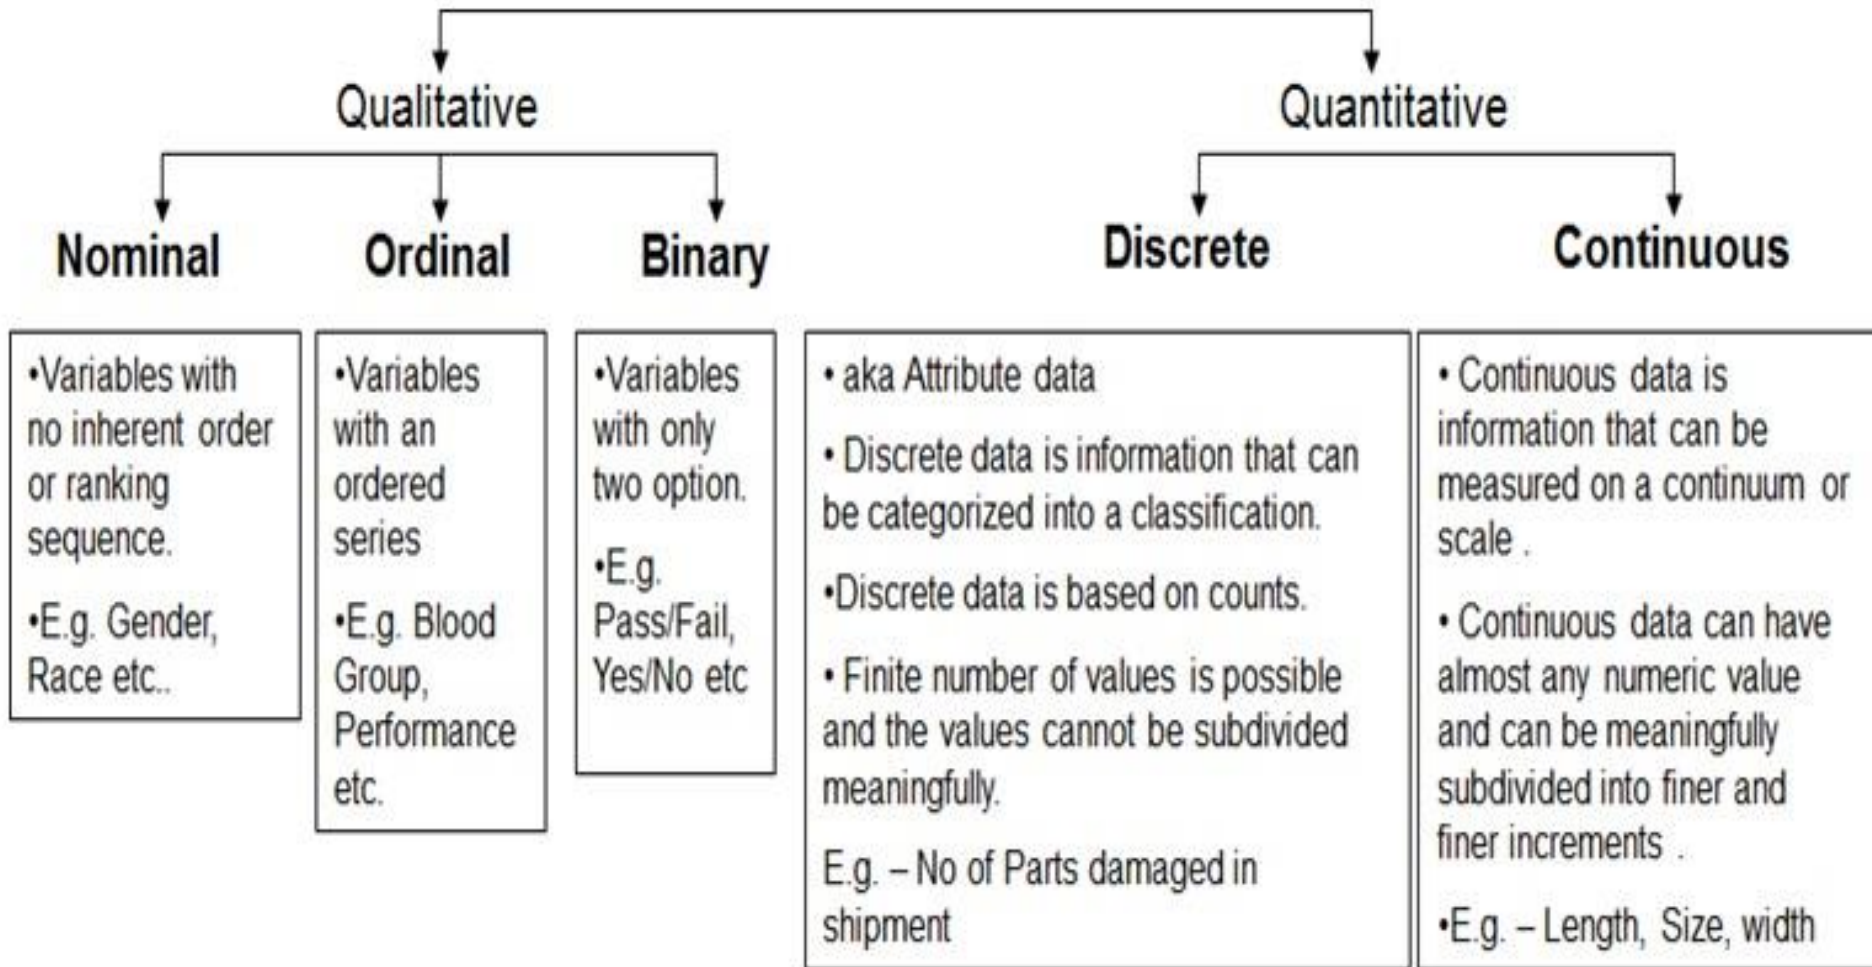 Qualitative
Quantitative
Nominal
Ordinal
Binary
Discrete
Continuous
•Variables with
no inherent order
or ranking
sequence.
•E.g. Gender,
Race etc..
•Variables
with an
ordered
series
•E.g. Blood
Group,
Performance
etc.
•Variables
with only
two option.
•E.g.
Pass/Fail,
Yes/No etc
• aka Attribute data
• Discrete data is information that can
be categorized into a classification.
•Discrete data is based on counts.
• Finite number of values is possible
and the values cannot be subdivided
meaningfully.
E.g. – No of Parts damaged in
shipment
• Continuous data is
information that can be
measured on a continuum or
scale .
• Continuous data can have
almost any numeric value
and can be meaningfully
subdivided into finer and
finer increments .
•E.g. – Length, Size, width